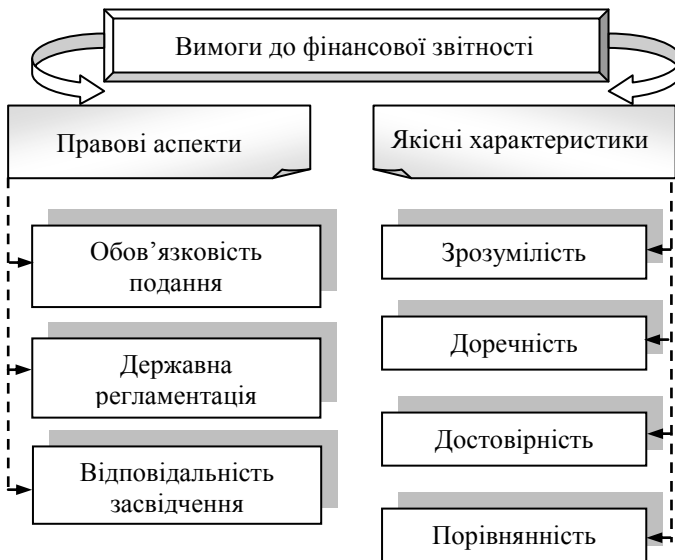 Вимоги до фінансової звітності
Правові аспекти
Обов’язковість
подання
Державна
регламентація
Відповідальність
засвідчення
Якісні характеристики
Зрозумілість
Доречність
Достовірність
Порівнянність